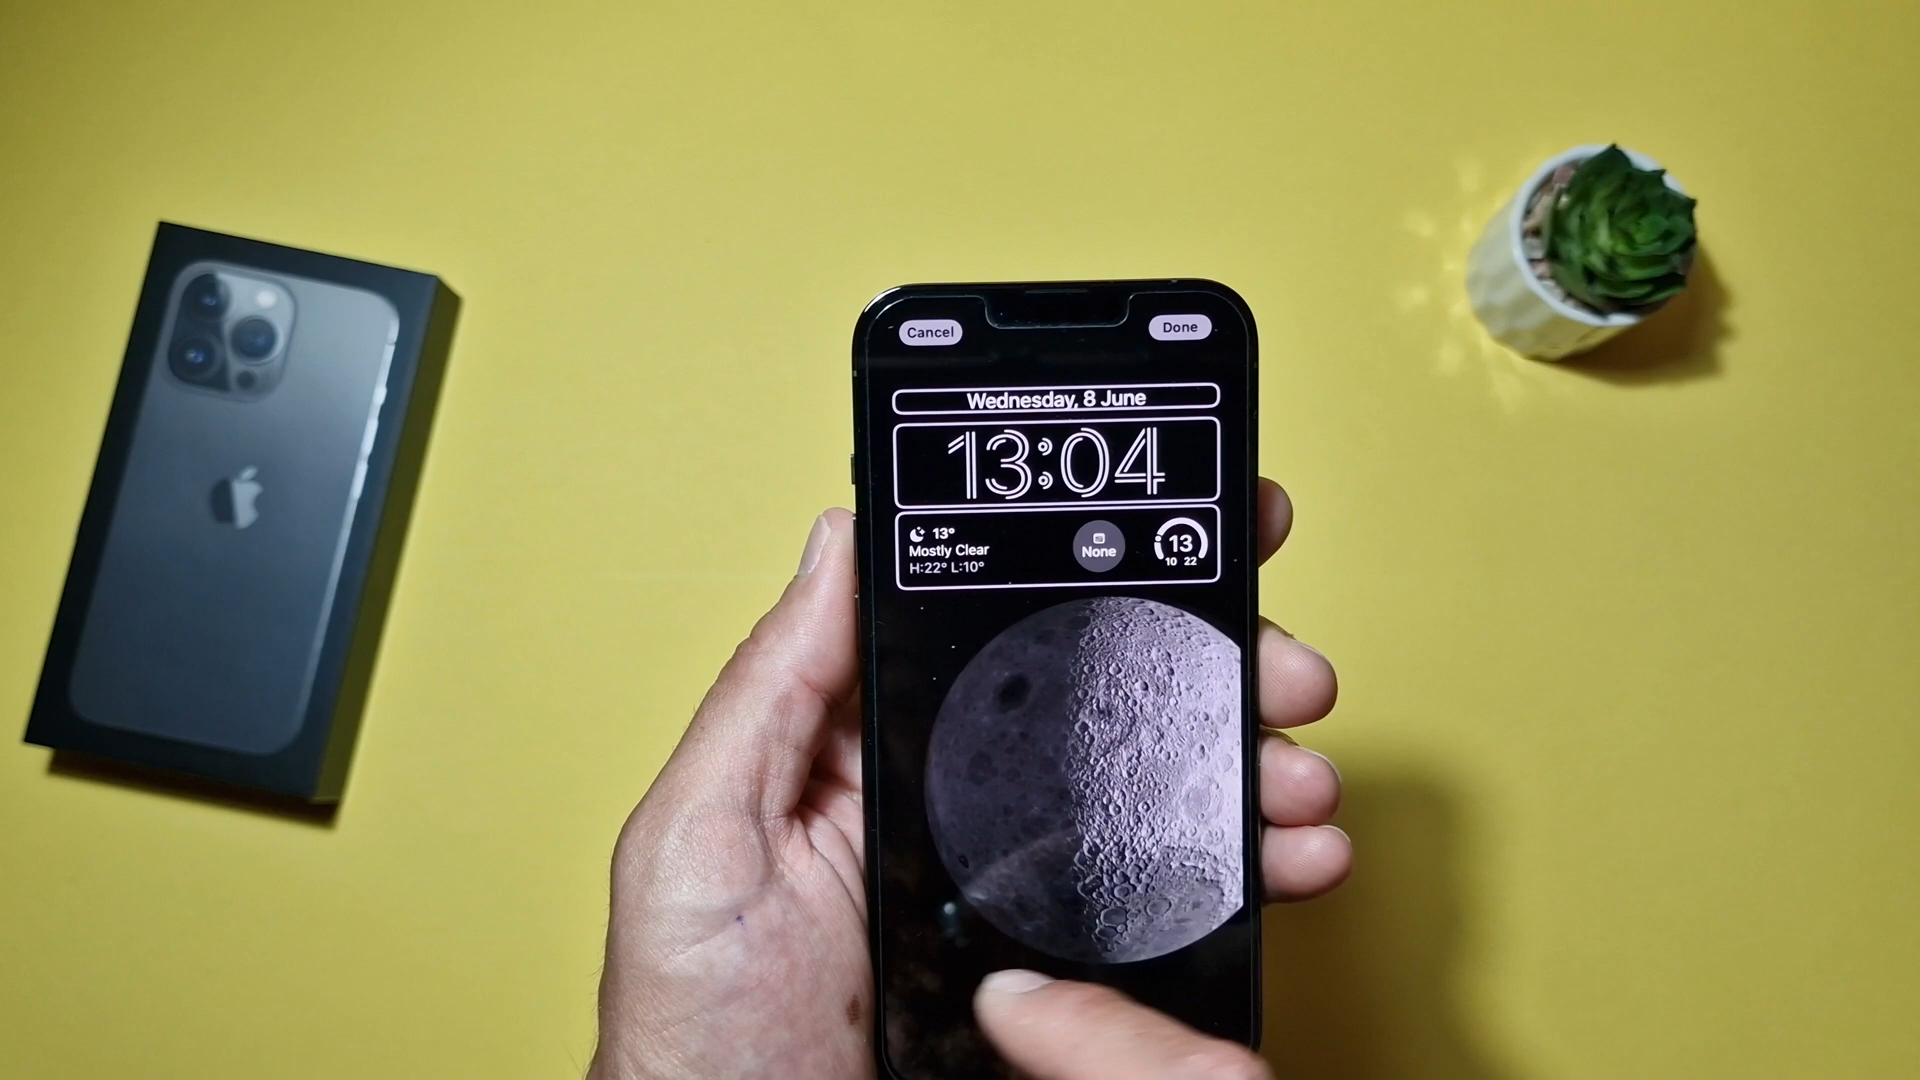 Cancel
Done
Wednesday, 8 June
13:04
13°
Mostly Clear
H:22° L:10°
None
13
10 22